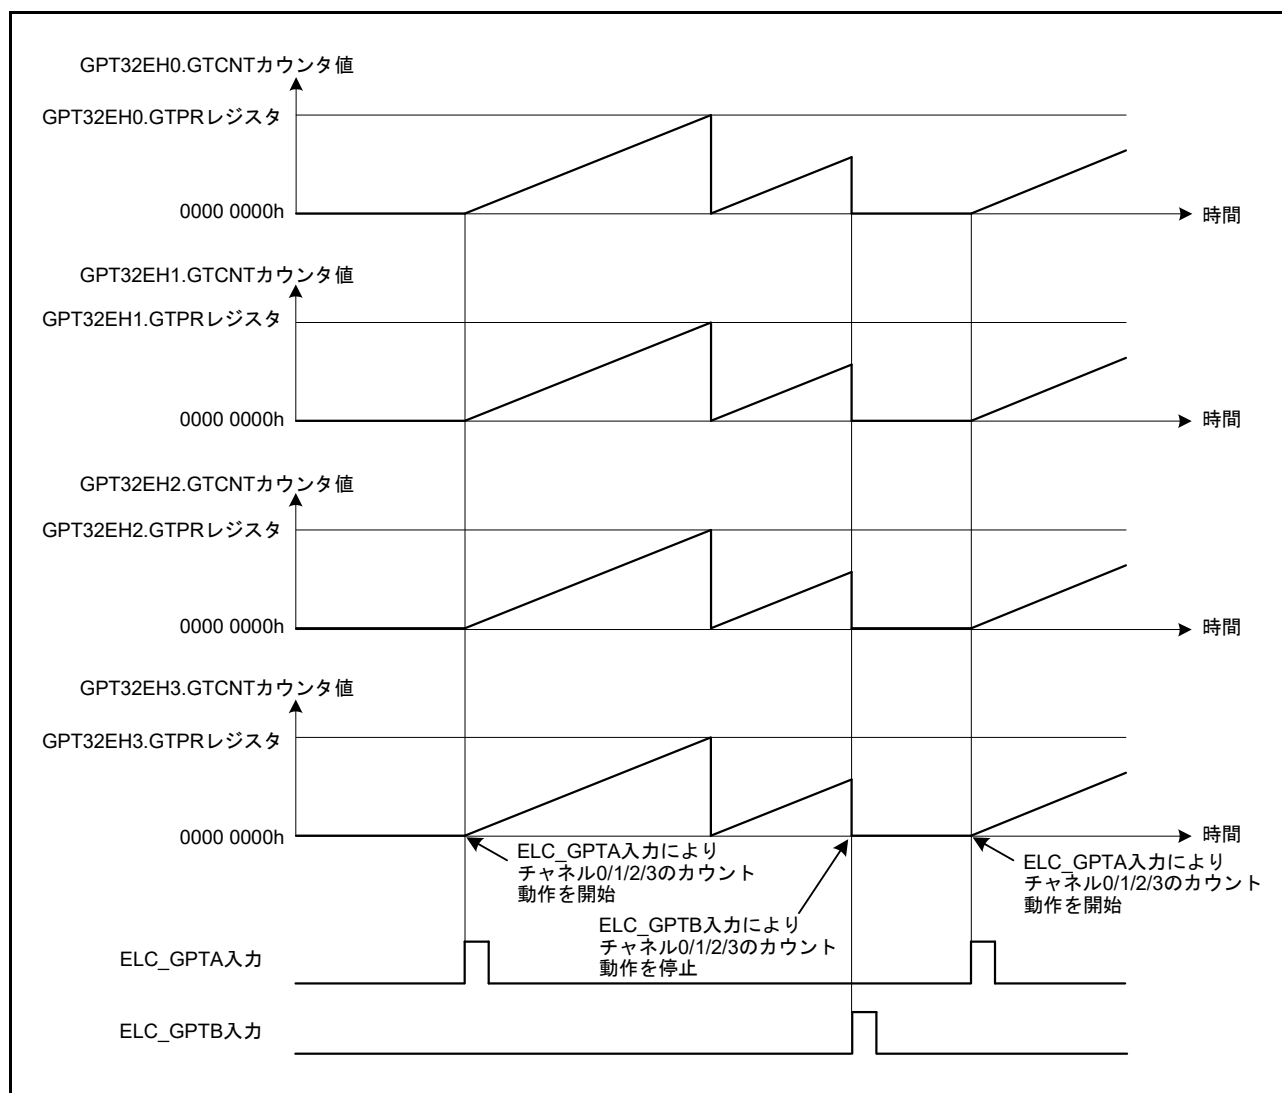 GPT32EH0.GTCNTカウンタ値
GPT32EH0.GTPRレジスタ
0000 0000h
時間
GPT32EH1.GTCNTカウンタ値
GPT32EH1.GTPRレジスタ
0000 0000h
時間
GPT32EH2.GTCNTカウンタ値
GPT32EH2.GTPRレジスタ
0000 0000h
時間
GPT32EH3.GTCNTカウンタ値
GPT32EH3.GTPRレジスタ
0000 0000h
時間
ELC_GPTA入力により
チャネル0/1/2/3のカウント
動作を開始
ELC_GPTB入力により
チャネル0/1/2/3のカウント
動作を停止
ELC_GPTA入力により
チャネル0/1/2/3のカウント
動作を開始
ELC_GPTA入力
ELC_GPTB入力